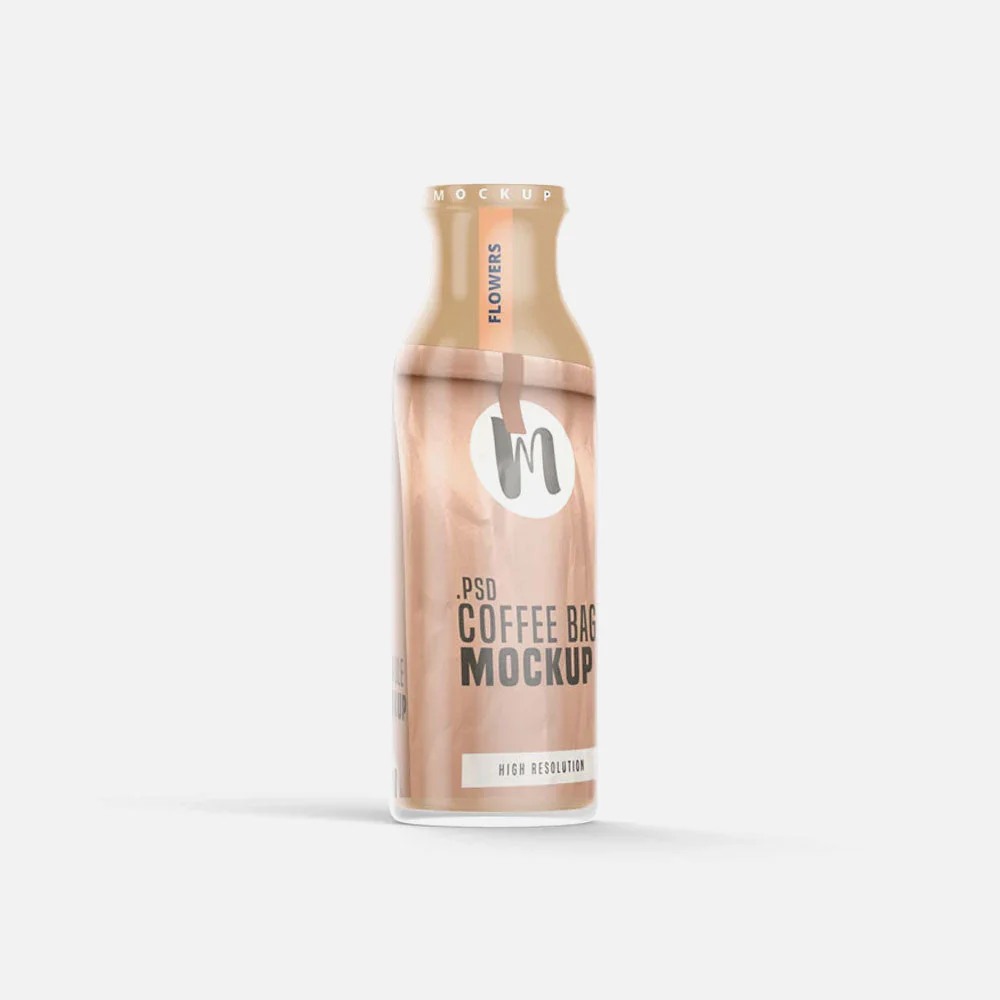 MOCKUP
FLOWERS
m
.PSD
COFFEE BAG
MOCKUP
HIGH RESOLUTION